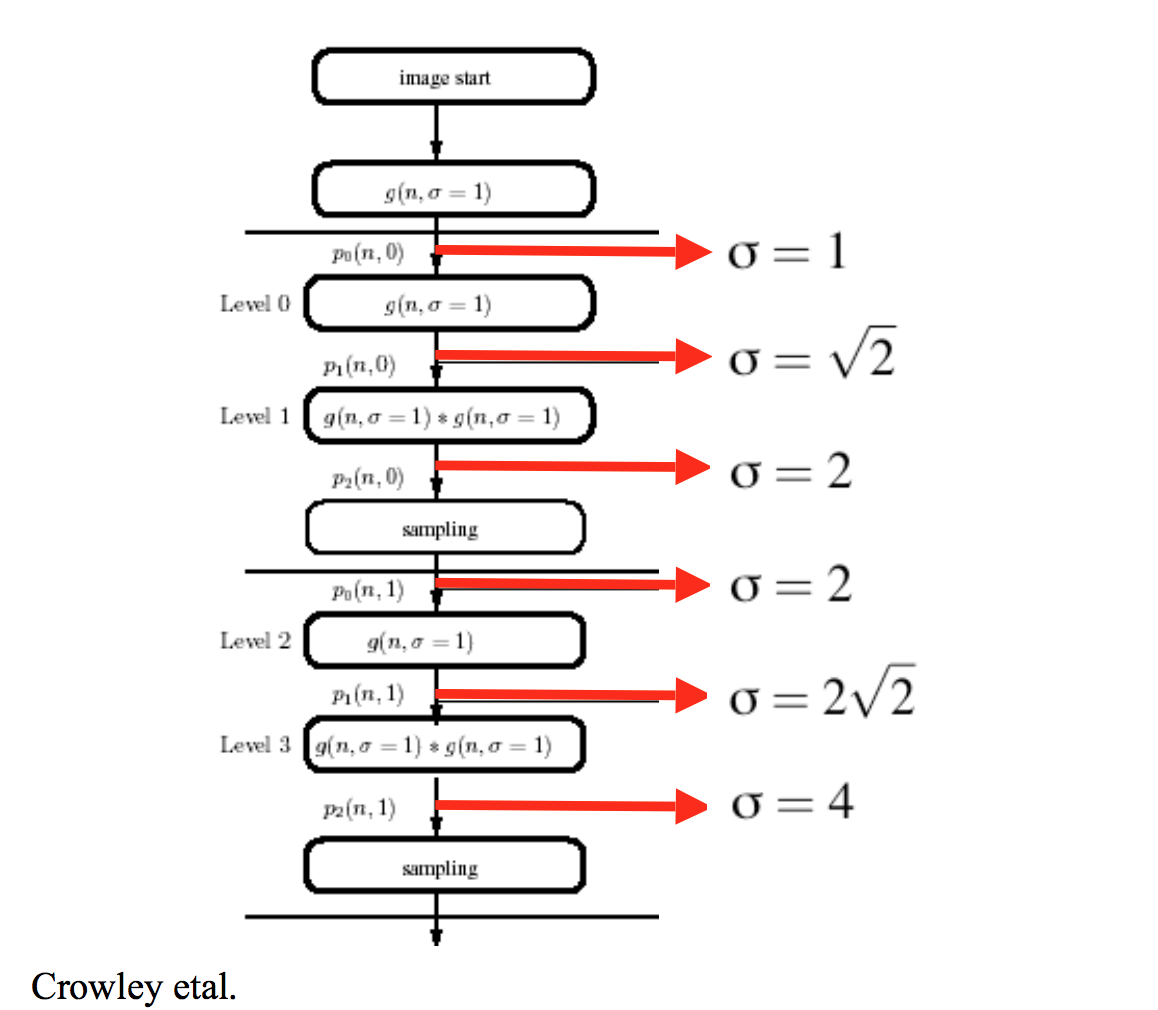 image start
g(n, σ = 1)
p₀(n, 0)
σ = 1
Level 0
g(n, σ = 1)
p₁(n,0)
σ = √2
Level 1
g(n, σ = 1) * g(n, σ = 1)
p₂(n, 0)
σ = 2
sampling
p₀(n, 1)
σ = 2
Level 2
g(n, σ = 1)
p₁(n, 1)
σ = 2√2
Level 3
g(n, σ = 1) * g(n, σ = 1)
p₂(n, 1)
σ = 4
sampling
Crowley etal.